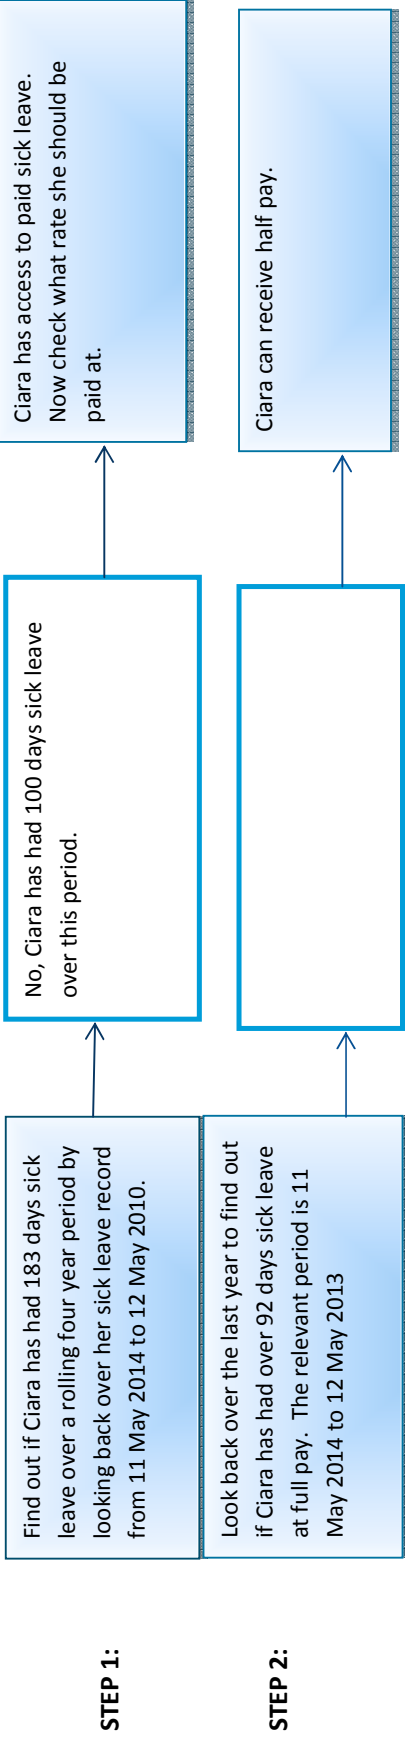 STEP 1:
Find out if Ciara has had 183 days sick
leave over a rolling four year period by
looking back over her sick leave record
from 11 May 2014 to 12 May 2010.
No, Ciara has had 100 days sick leave
over this period.
Ciara has access to paid sick leave.
Now check what rate she should be
paid at.
STEP 2:
Look back over the last year to find out
if Ciara has had over 92 days sick leave
at full pay.  The relevant period is 11
May 2014 to 12 May 2013
Ciara can receive half pay.